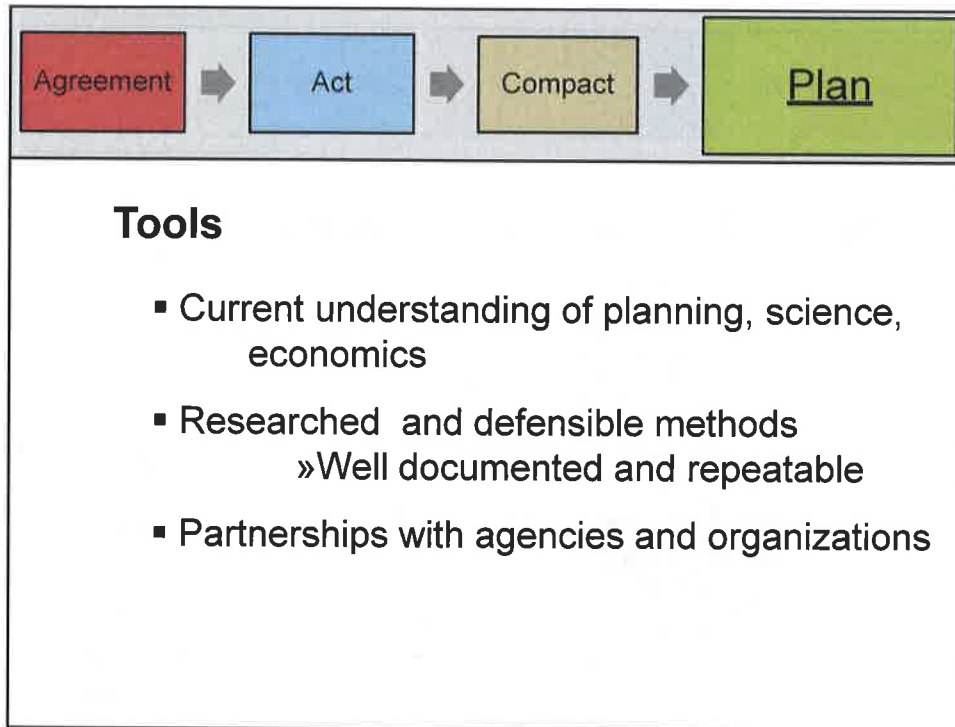 Agreement
Act
Compact
Plan
Tools
▪ Current understanding of planning, science,
economics
▪ Researched and defensible methods
»Well documented and repeatable
▪ Partnerships with agencies and organizations